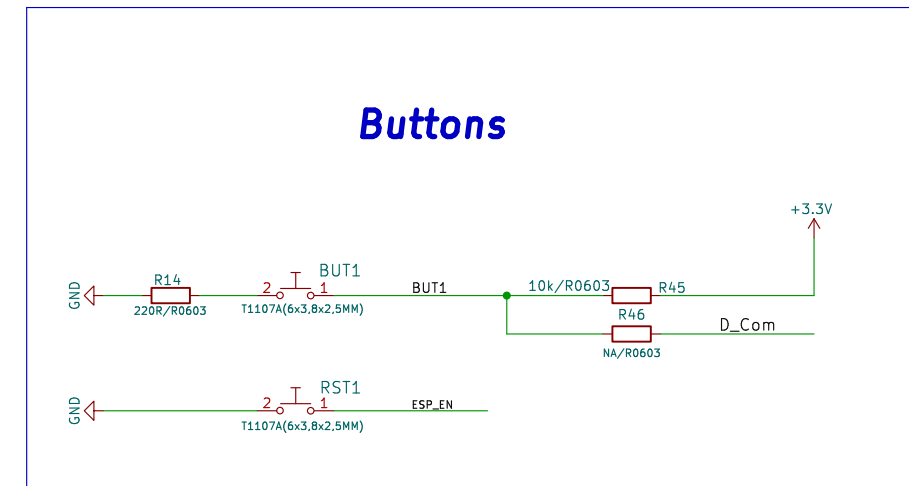 Buttons
+3.3V
R14
BUT1
GND
2
1
BUT1
10k/R0603
R45
220R/R0603
T1107A(6x3,8x2,5MM)
R46
D_Com
NA/R0603
RST1
GND
2
1
ESP_EN
T1107A(6x3,8x2,5MM)